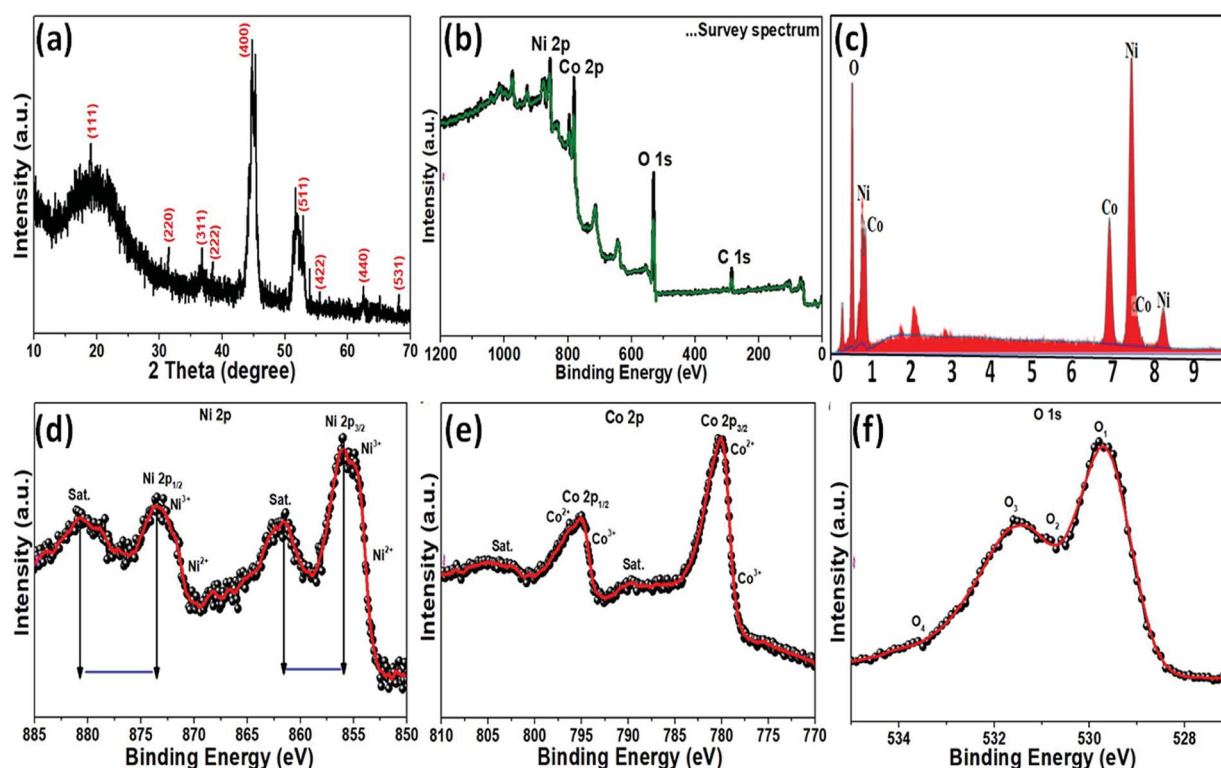 (a)
(111)
(220)
(311)
(222)
(400)
(511)
(422)
(440)
(531)
Intensity (a.u.)
10 20 30 40 50 60 70
2 Theta (degree)
(b)
...Survey spectrum
Ni 2p
Co 2p
O 1s
C 1s
Intensity (a.u.)
1200 1000 800 600 400 200 0
Binding Energy (eV)
(c)
O
Ni
Co
Co
Ni
Co
Ni
0 1 2 3 4 5 6 7 8 9
(d)
Ni 2p
Sat.
Ni 2p1/2
Ni3+
Ni2+
Sat.
Ni 2p3/2
Ni3+
Ni2+
Intensity (a.u.)
885 880 875 870 865 860 855 850
Binding Energy (eV)
(e)
Co 2p
Sat.
Co 2p1/2
Co2+
Co3+
Sat.
Co 2p3/2
Co2+
Co3+
Intensity (a.u.)
810 805 800 795 790 785 780 775 770
Binding Energy (eV)
(f)
O 1s
O1
O2
O3
O4
Intensity (a.u.)
534 532 530 528
Binding Energy (eV)